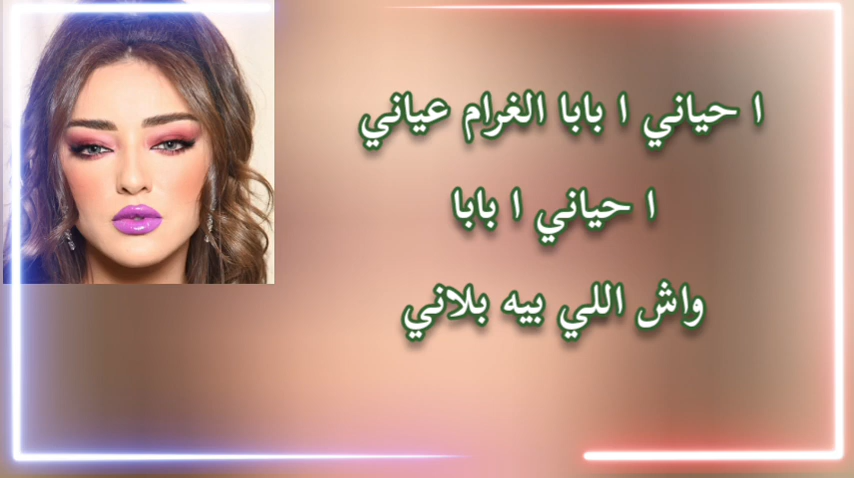 ا حياني ا بابا الغرام عياني
ا حياني ا بابا
واش اللي بيه بلاني